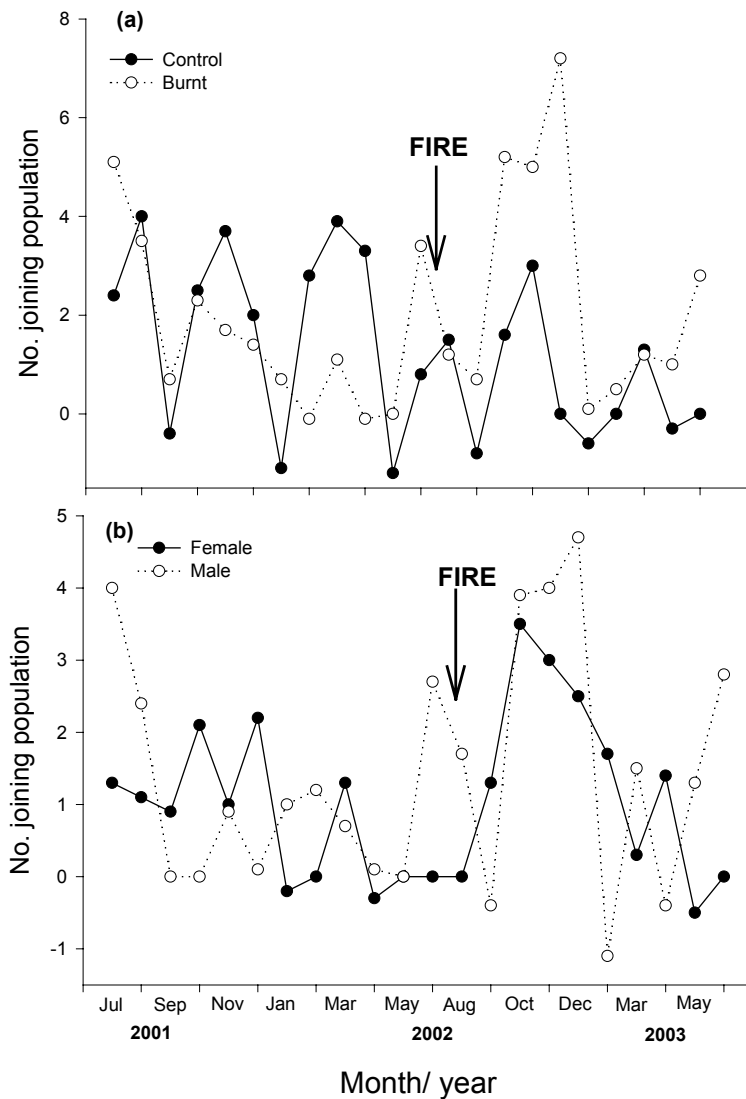 (a)
Control
Burnt
FIRE
8
6
4
2
0
No. joining population
(b)
Female
Male
FIRE
5
4
3
2
1
0
-1
No. joining population
Jul Sep Nov Jan Mar May Aug Oct Dec Mar May
2001 2002 2003
Month/ year